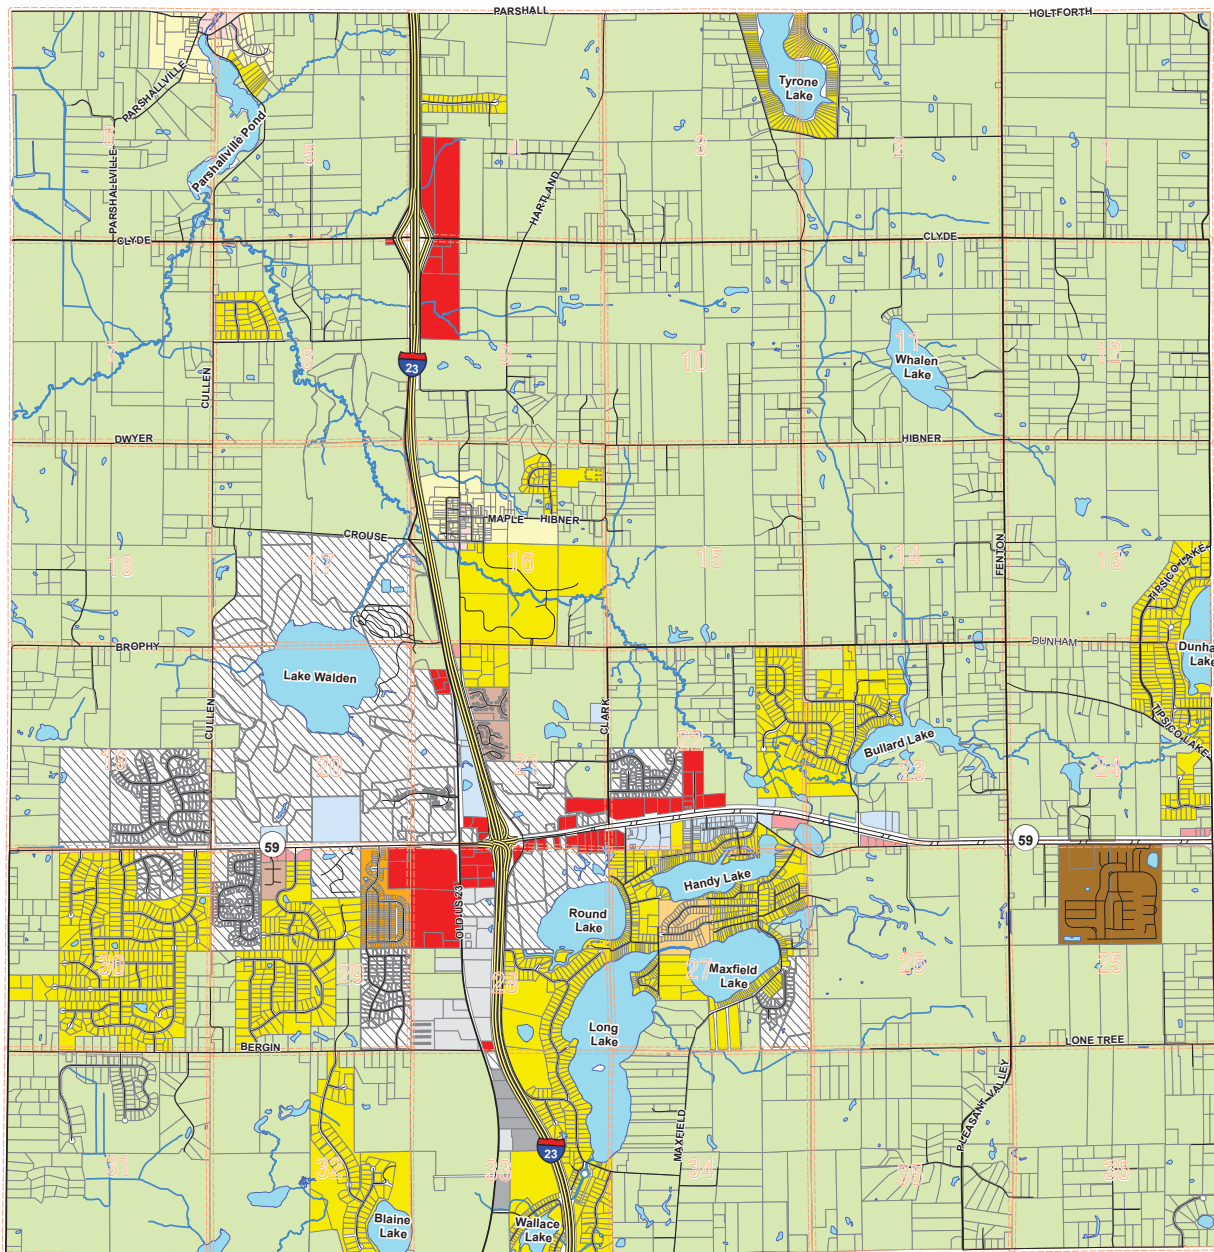 PARSHALL
HOLTFORTH
PARSHALLVILLE
Tyrone
Lake
6
5
4
3
2
1
PARSHALLVILLE
Parshallville Pond
HARTLAND
CLYDE
CLYDE
7
8
9
10
11
12
Whalen
Lake
23
CULLEN
DWYER
HIBNER
MAPLE
HIBNER
CROUSE
18
17
16
15
14
13
FENTON
TIPSICO LAKE
BROPHY
DUNHAM
Dunha
Lake
Lake Walden
CULLEN
CLARK
TIPSICO LAKE
Bullard Lake
19
20
21
22
23
24
59
59
Handy Lake
Round
Lake
OLD US 23
30
29
28
27
26
25
Maxfield
Lake
Long
Lake
BERGIN
LONE TREE
PLEASANT VALLEY
MAXFIELD
23
31
32
33
34
35
36
Blaine
Lake
Wallace
Lake